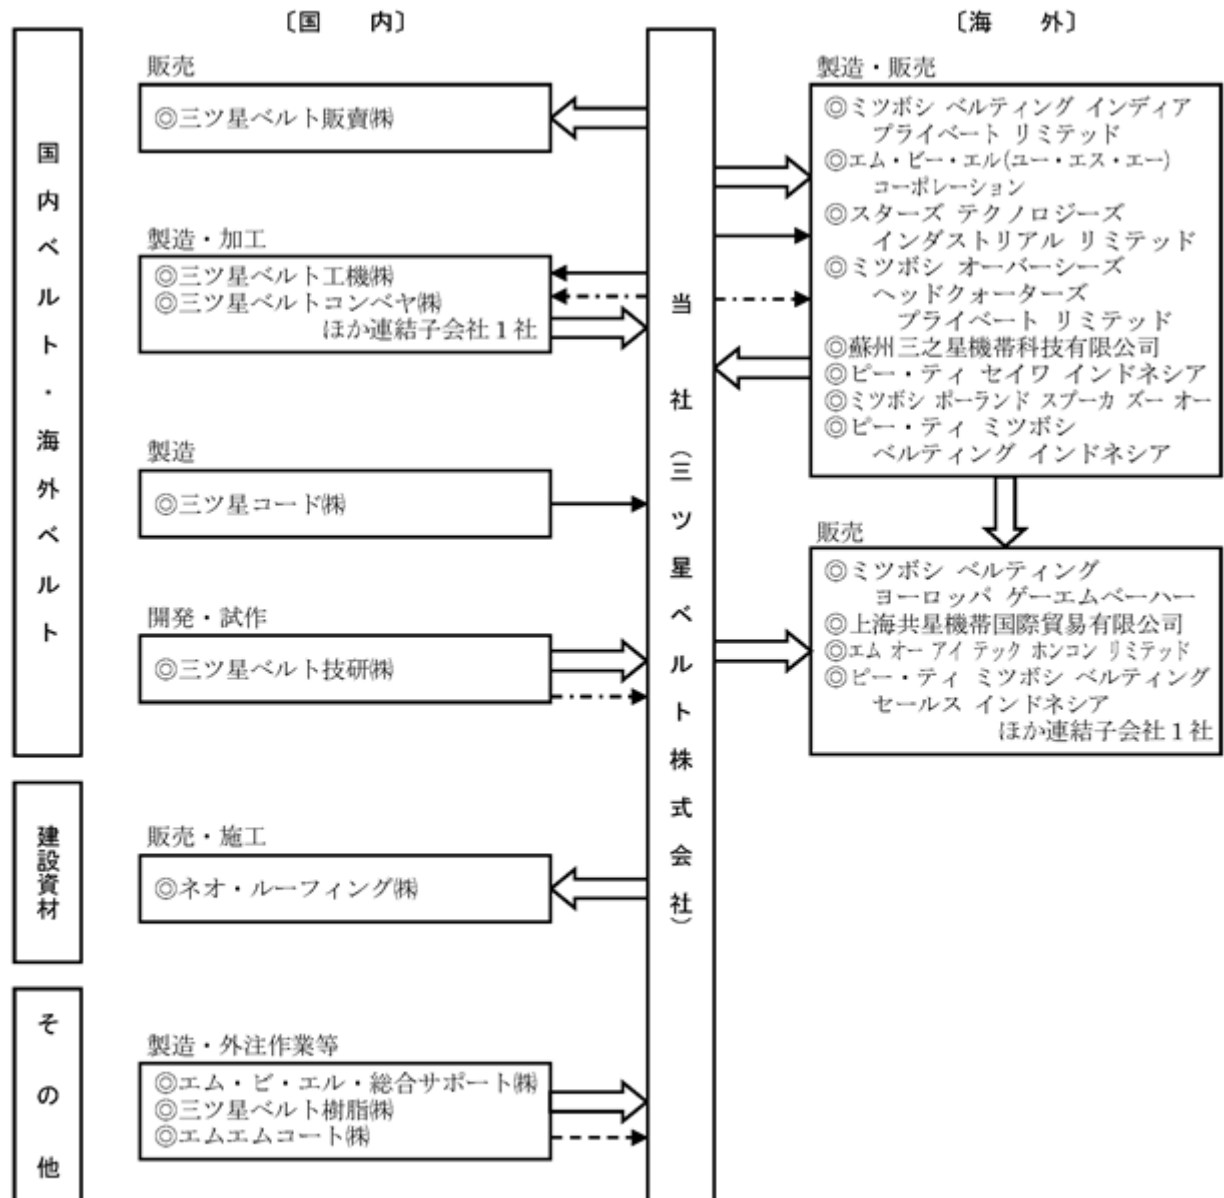 〔国 内〕
〔海 外〕
国内ベルト・海外ベルト
販売
◎三ツ星ベルト販賣㈱
製造・加工
◎三ツ星ベルト工機㈱
◎三ツ星ベルトコンベヤ㈱
ほか連結子会社１社
製造
◎三ツ星コード㈱
開発・試作
◎三ツ星ベルト技研㈱
建設資材
販売・施工
◎ネオ・ルーフィング㈱
その他
製造・外注作業等
◎エム・ビ・エル・総合サポート㈱
◎三ツ星ベルト樹脂㈱
◎エムエムコート㈱
当社（三ツ星ベルト株式会社）
製造・販売
◎ミツボシ ベルティング インディア
プライベート リミテッド
◎エム・ビー・エル(ユー・エス・エー)
コーポレーション
◎スターズ テクノロジーズ
インダストリアル リミテッド
◎ミツボシ オーバーシーズ
ヘッドクォーターズ
プライベート リミテッド
◎蘇州三之星機帯科技有限公司
◎ピー・ティ セイワ インドネシア
◎ミツボシ ポーランド スプーカ ズー オー
◎ピー・ティ ミツボシ
ベルティング インドネシア
販売
◎ミツボシ ベルティング
ヨーロッパ ゲーエムベーハー
◎上海共星機帯国際貿易有限公司
◎エム オー アイ テック ホンコン リミテッド
◎ピー・ティ ミツボシ ベルティング
セールス インドネシア
ほか連結子会社１社